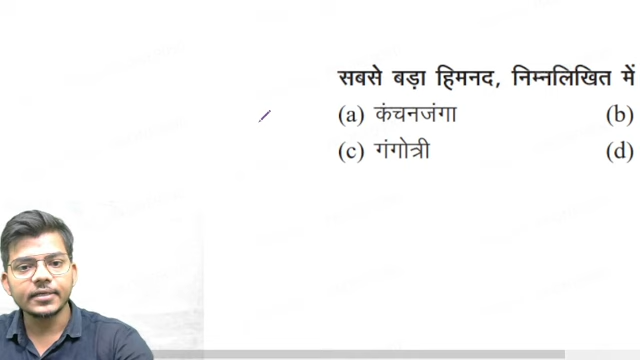 सबसे बड़ा हिमनद, निम्नलिखित में
(a) कंचनजंगा (b)
(c) गंगोत्री (d)